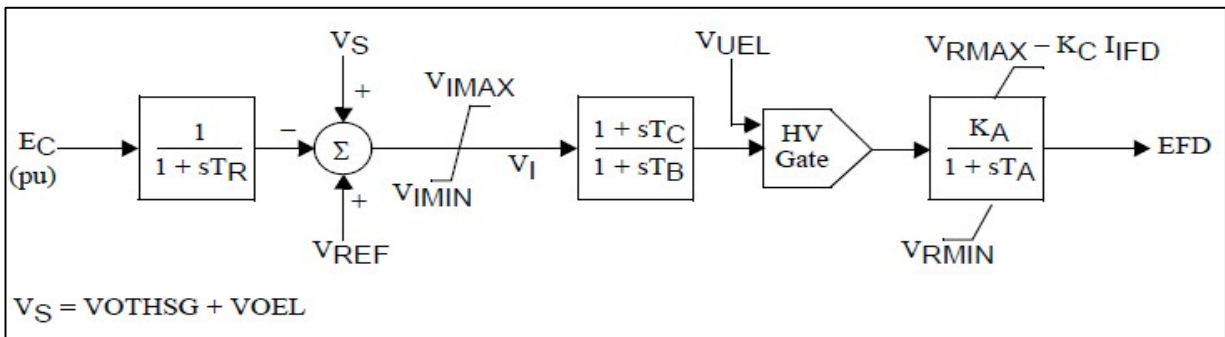 VS
VUEL
VRMAX – KC IIFD
+
VIMAX
EC
(pu)
1
1 + sTR
–
Σ
VI
1 + sTC
1 + sTB
HV
Gate
KA
1 + sTA
EFD
VIMIN
+
VREF
VRMIN
VS = VOTHSG + VOEL